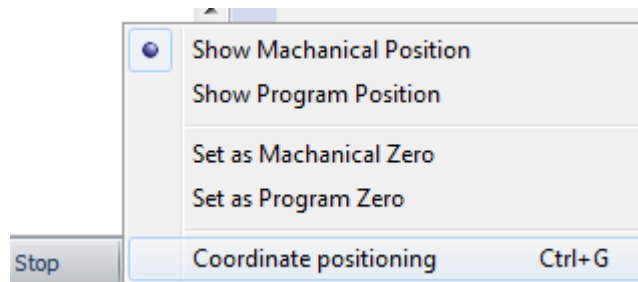 Show Machanical Position
Show Program Position
Set as Machanical Zero
Set as Program Zero
Stop
Coordinate positioning Ctrl+G